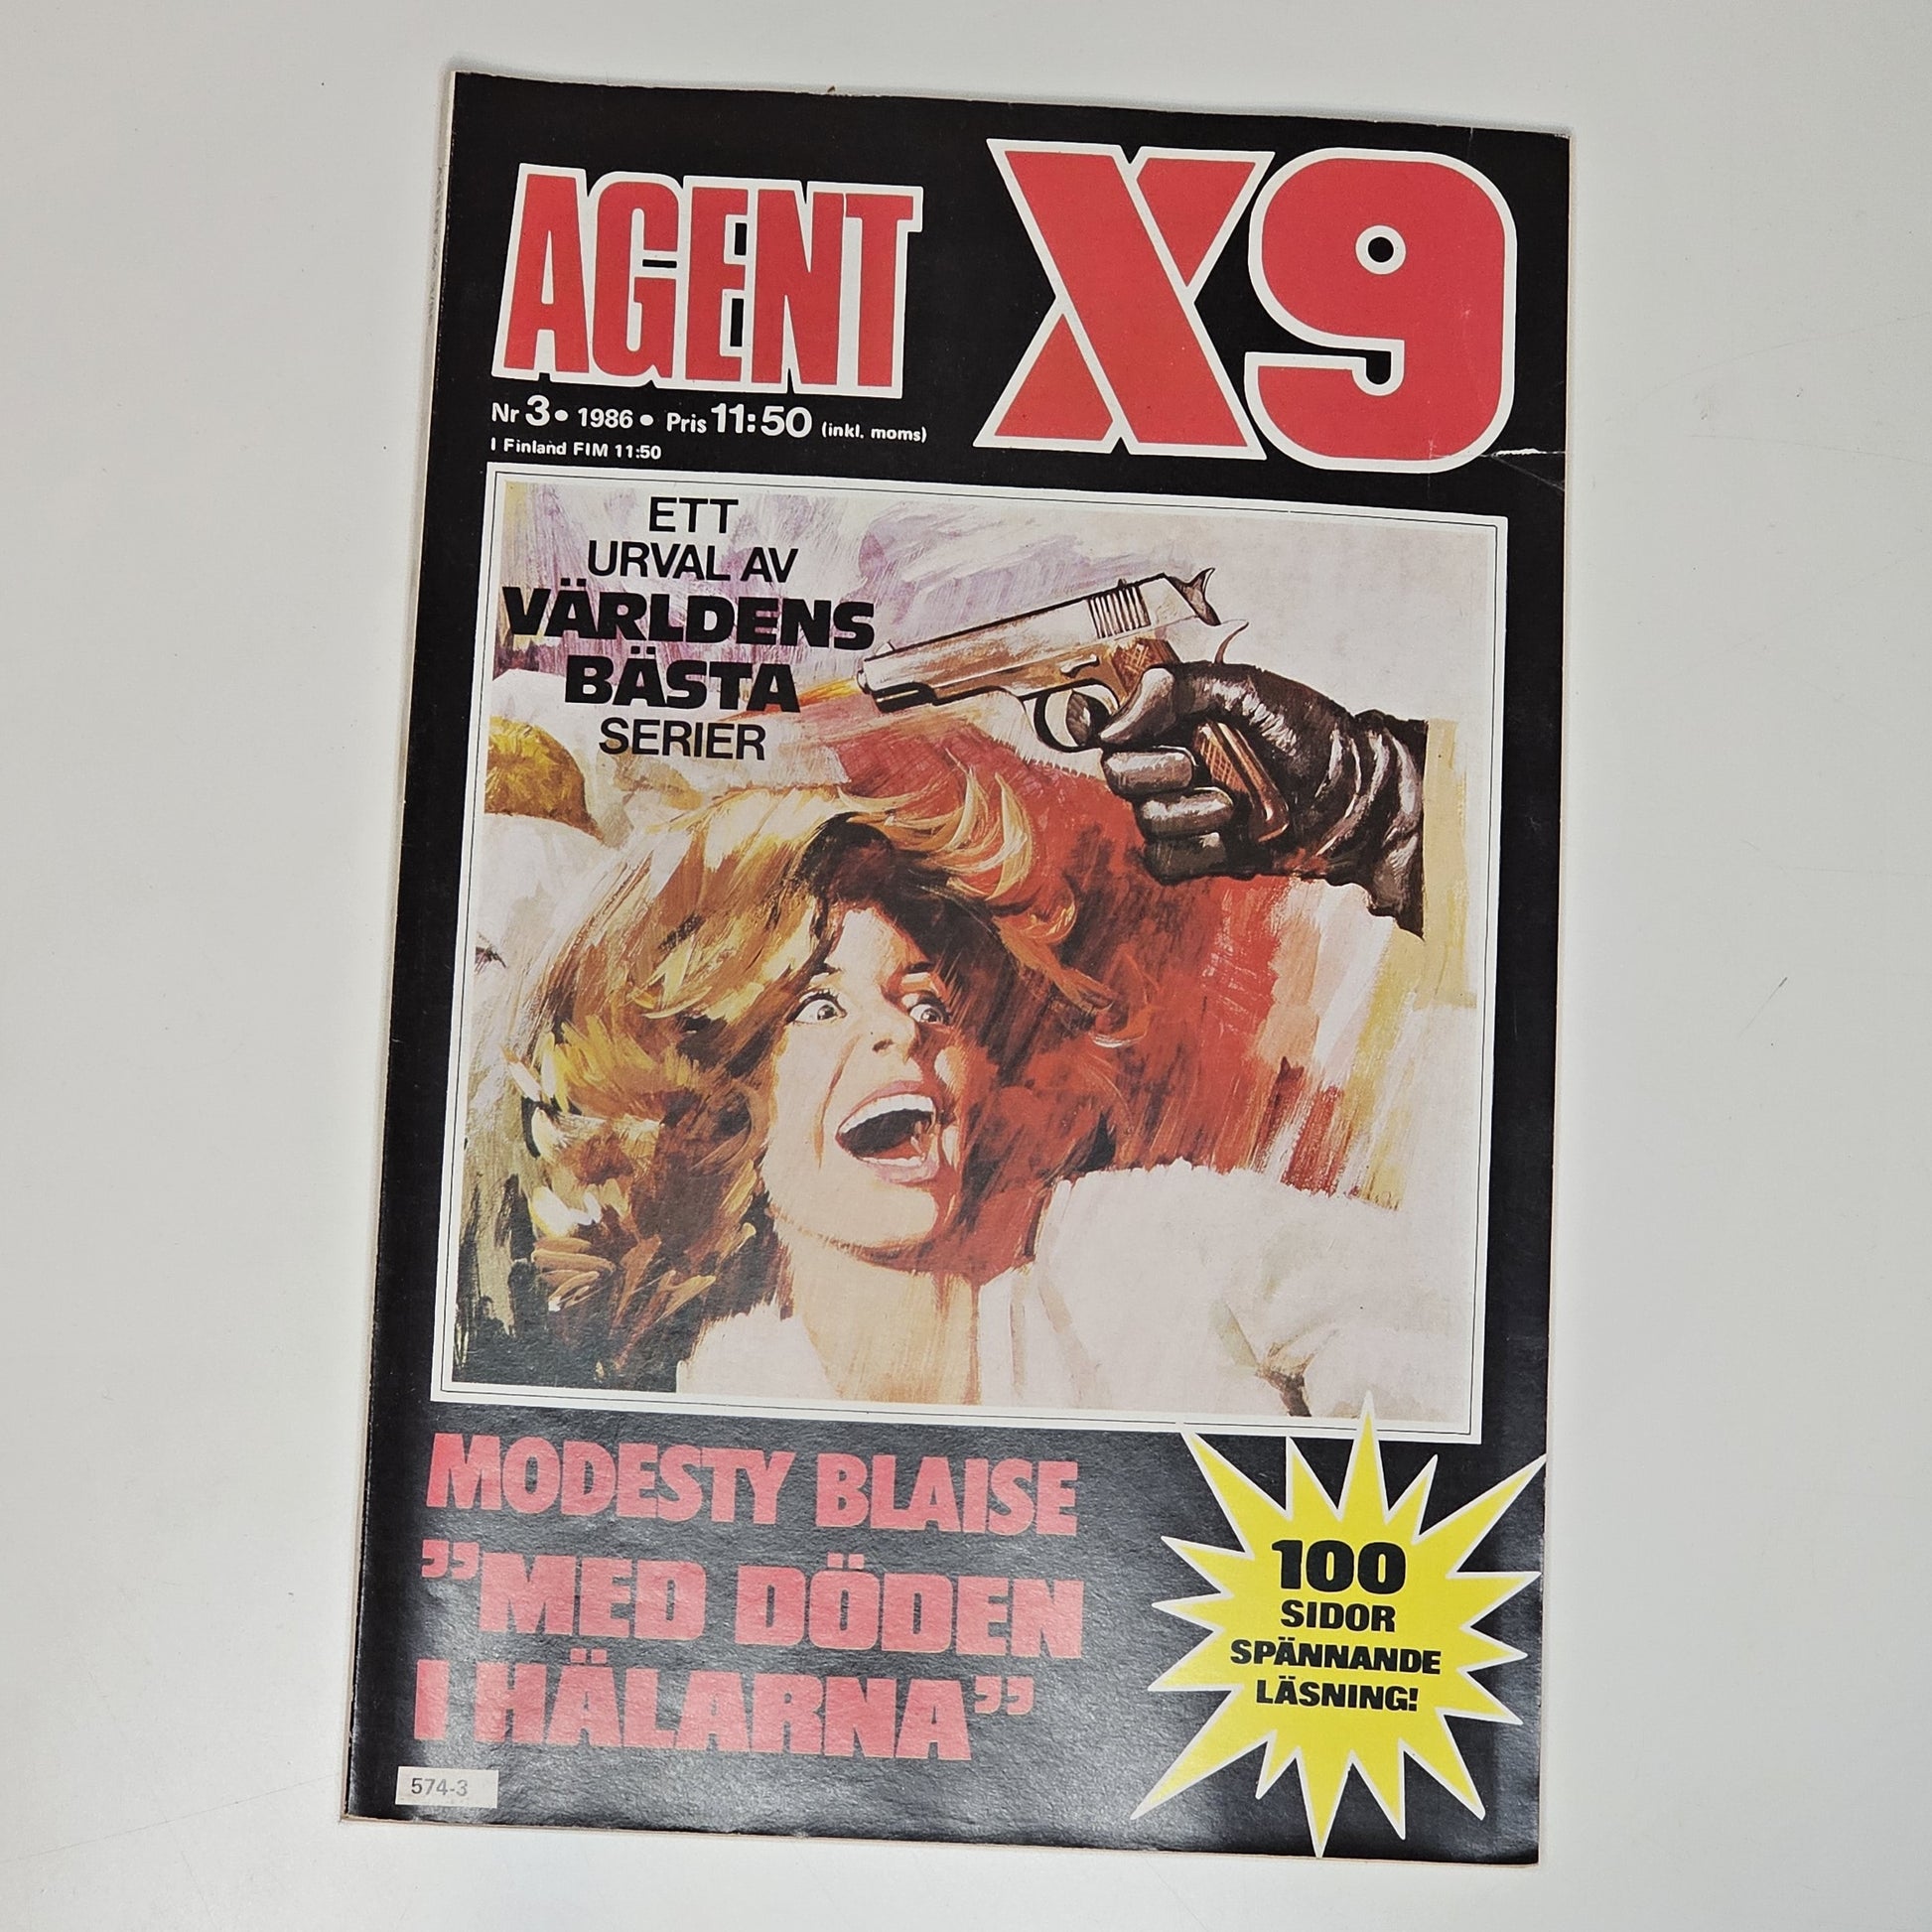 AGENT X9
Nr 3 • 1986 • Pris 11:50 (inkl. moms)
I Finland FIM 11:50
ETT
URVAL AV
VÄRLDENS
BÄSTA
SERIER
MODESTY BLAISE
”MED DÖDEN
I HÄLARNA”
100
SIDOR
SPÄNNANDE
LÄSNING!
574-3